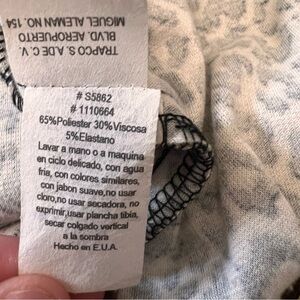 TRAPCO S. A.DE C. V.
BLVD. AEROPUERTO
MIGUEL ALEMAN NO.154
# S5862
# 1110664
65%Poliester 30%Viscosa
5%Elastano
Lavar a mano o a maquina
en ciclo delicado, con agua
fria, con colores similares,
con jabon suave,no usar
cloro,no usar secadora, no
exprimir,usar plancha tibia,
secar colgado vertical
a la sombra
Hecho en E.U.A.